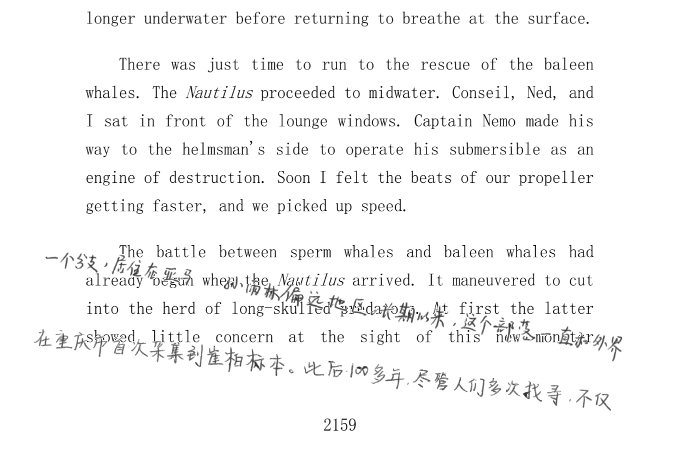 longer underwater before returning to breathe at the surface.
There was just time to run to the rescue of the baleen
whales. The Nautilus proceeded to midwater. Conseil, Ned, and
I sat in front of the lounge windows. Captain Nemo made his
way to the helmsman's side to operate his submersible as an
engine of destruction. Soon I felt the beats of our propeller
getting faster, and we picked up speed.
The battle between sperm whales and baleen whales had
一个分支，居住在亚马
already began when the Nautilus arrived. It maneuvered to cut
孙雨林偏远地区。长期以来，这个部落一直和外界
into the herd of long-skulled predators. At first the latter
showed little concern at the sight of this new monster
在重庆市首次采集到崖柏标本。此后100多年，尽管人们多次找寻，不仅
2159